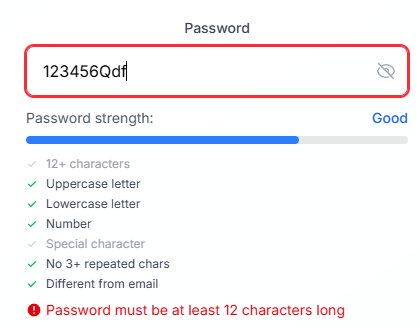 Password
123456Qdf
Password strength: Good
12+ characters
Uppercase letter
Lowercase letter
Number
Special character
No 3+ repeated chars
Different from email
Password must be at least 12 characters long